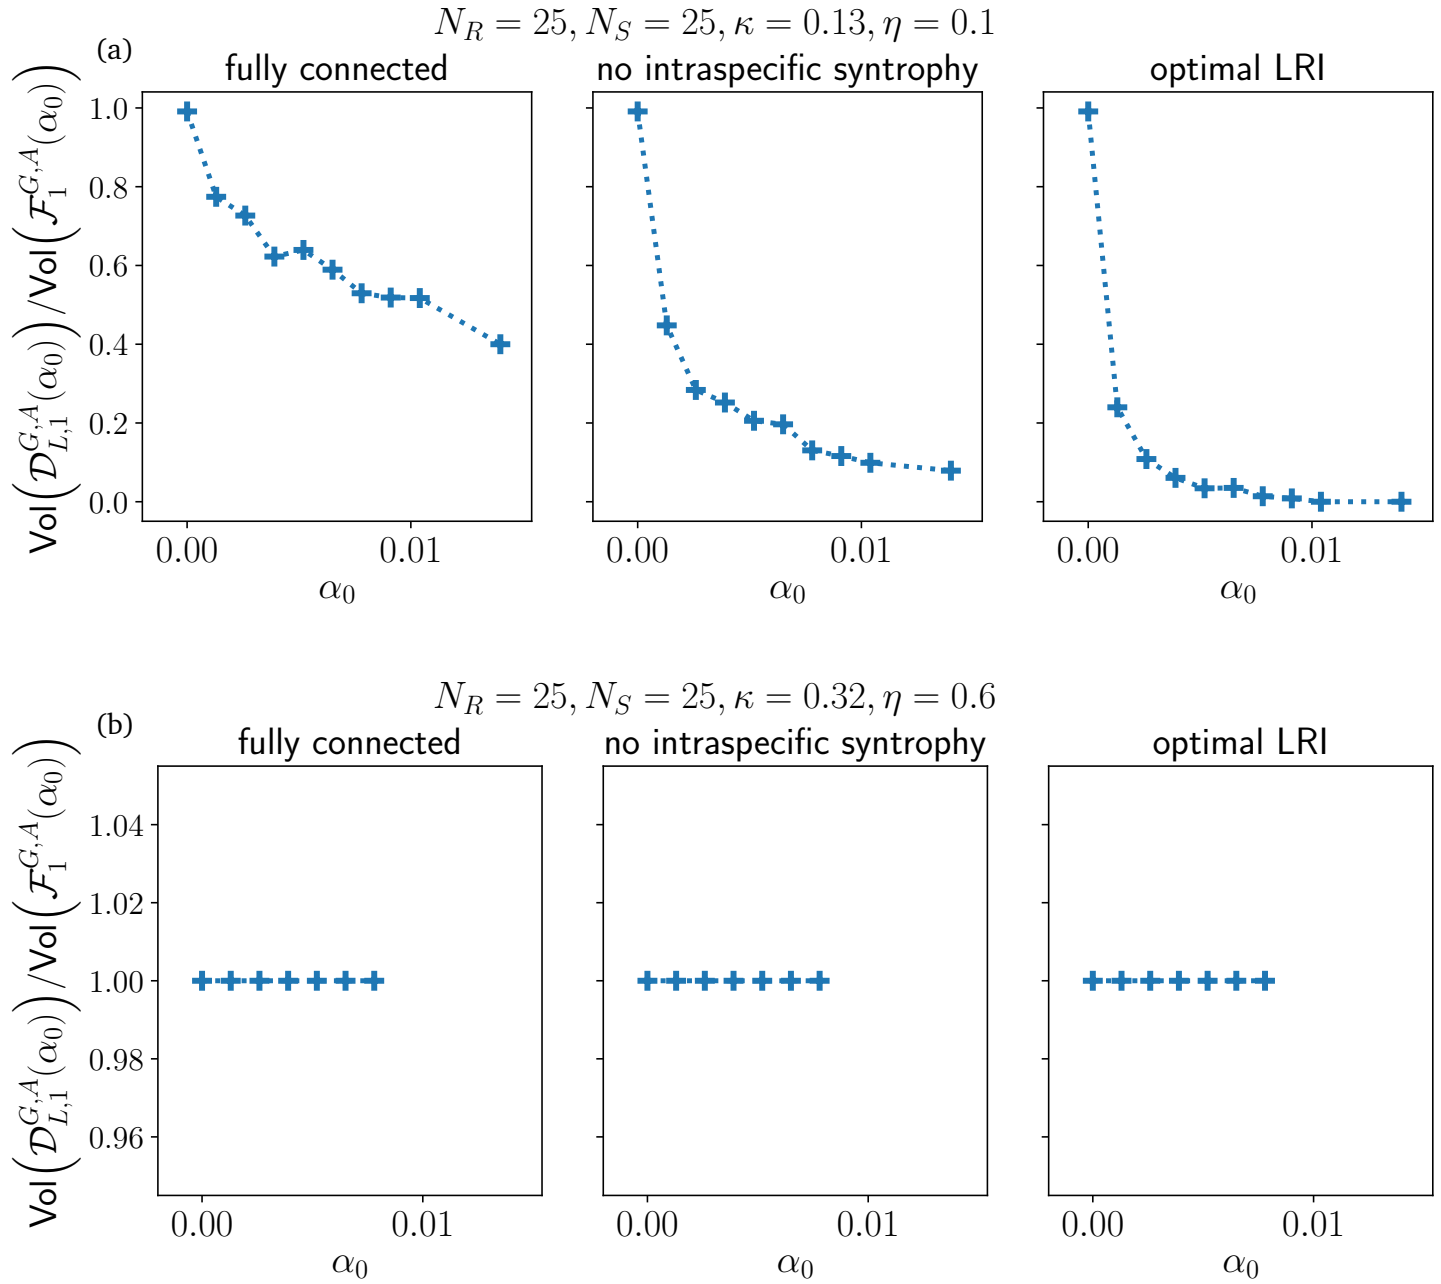 N_R = 25, N_S = 25, κ = 0.13, η = 0.1
(a)
fully connected
no intraspecific syntrophy
optimal LRI
Vol(𝒟_{L,1}^{G,A}(α_0))/Vol(ℱ_1^{G,A}(α_0))
1.0
0.8
0.6
0.4
0.2
0.0
0.00 0.01
0.00 0.01
0.00 0.01
α_0
α_0
α_0
N_R = 25, N_S = 25, κ = 0.32, η = 0.6
(b)
fully connected
no intraspecific syntrophy
optimal LRI
Vol(𝒟_{L,1}^{G,A}(α_0))/Vol(ℱ_1^{G,A}(α_0))
1.04
1.02
1.00
0.98
0.96
0.00 0.01
0.00 0.01
0.00 0.01
α_0
α_0
α_0